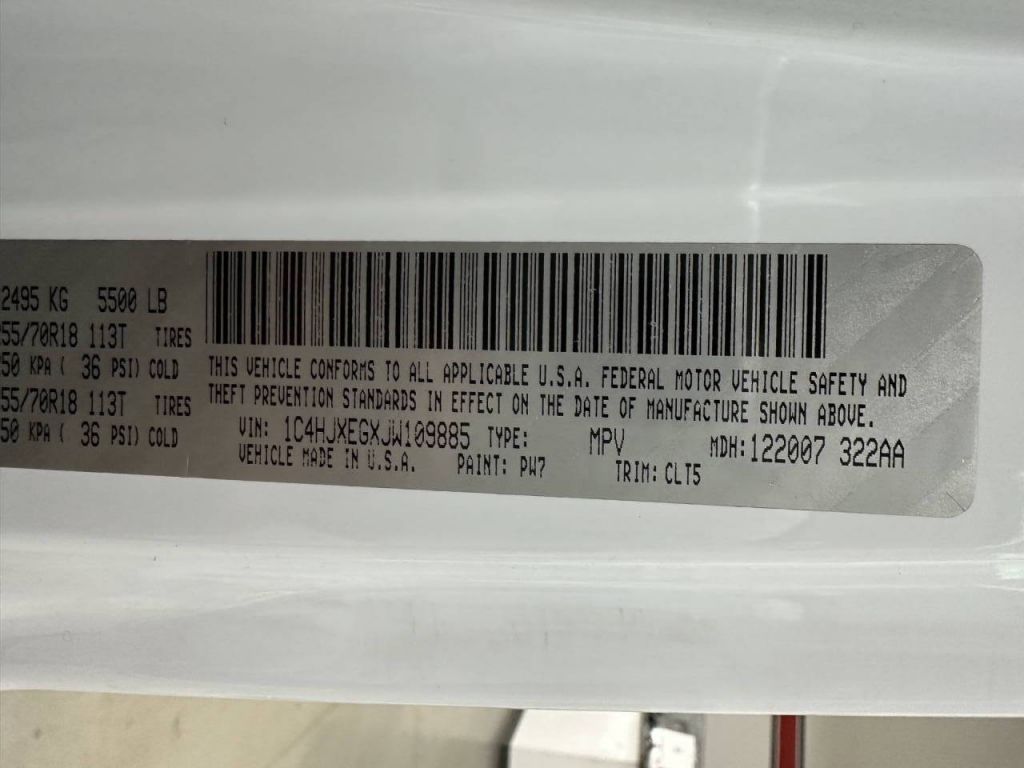 2495 KG 5500 LB
55/70R18 113T TIRES
50 KPA ( 36 PSI) COLD
55/70R18 113T TIRES
50 KPA ( 36 PSI) COLD
THIS VEHICLE CONFORMS TO ALL APPLICABLE U.S.A. FEDERAL MOTOR VEHICLE SAFETY AND
THEFT PREVENTION STANDARDS IN EFFECT ON THE DATE OF MANUFACTURE SHOWN ABOVE.
VIN: 1C4HJXEGXJW109885 TYPE: MPV MDH: 122007 322AA
VEHICLE MADE IN U.S.A. PAINT: PW7 TRIM: CLT5